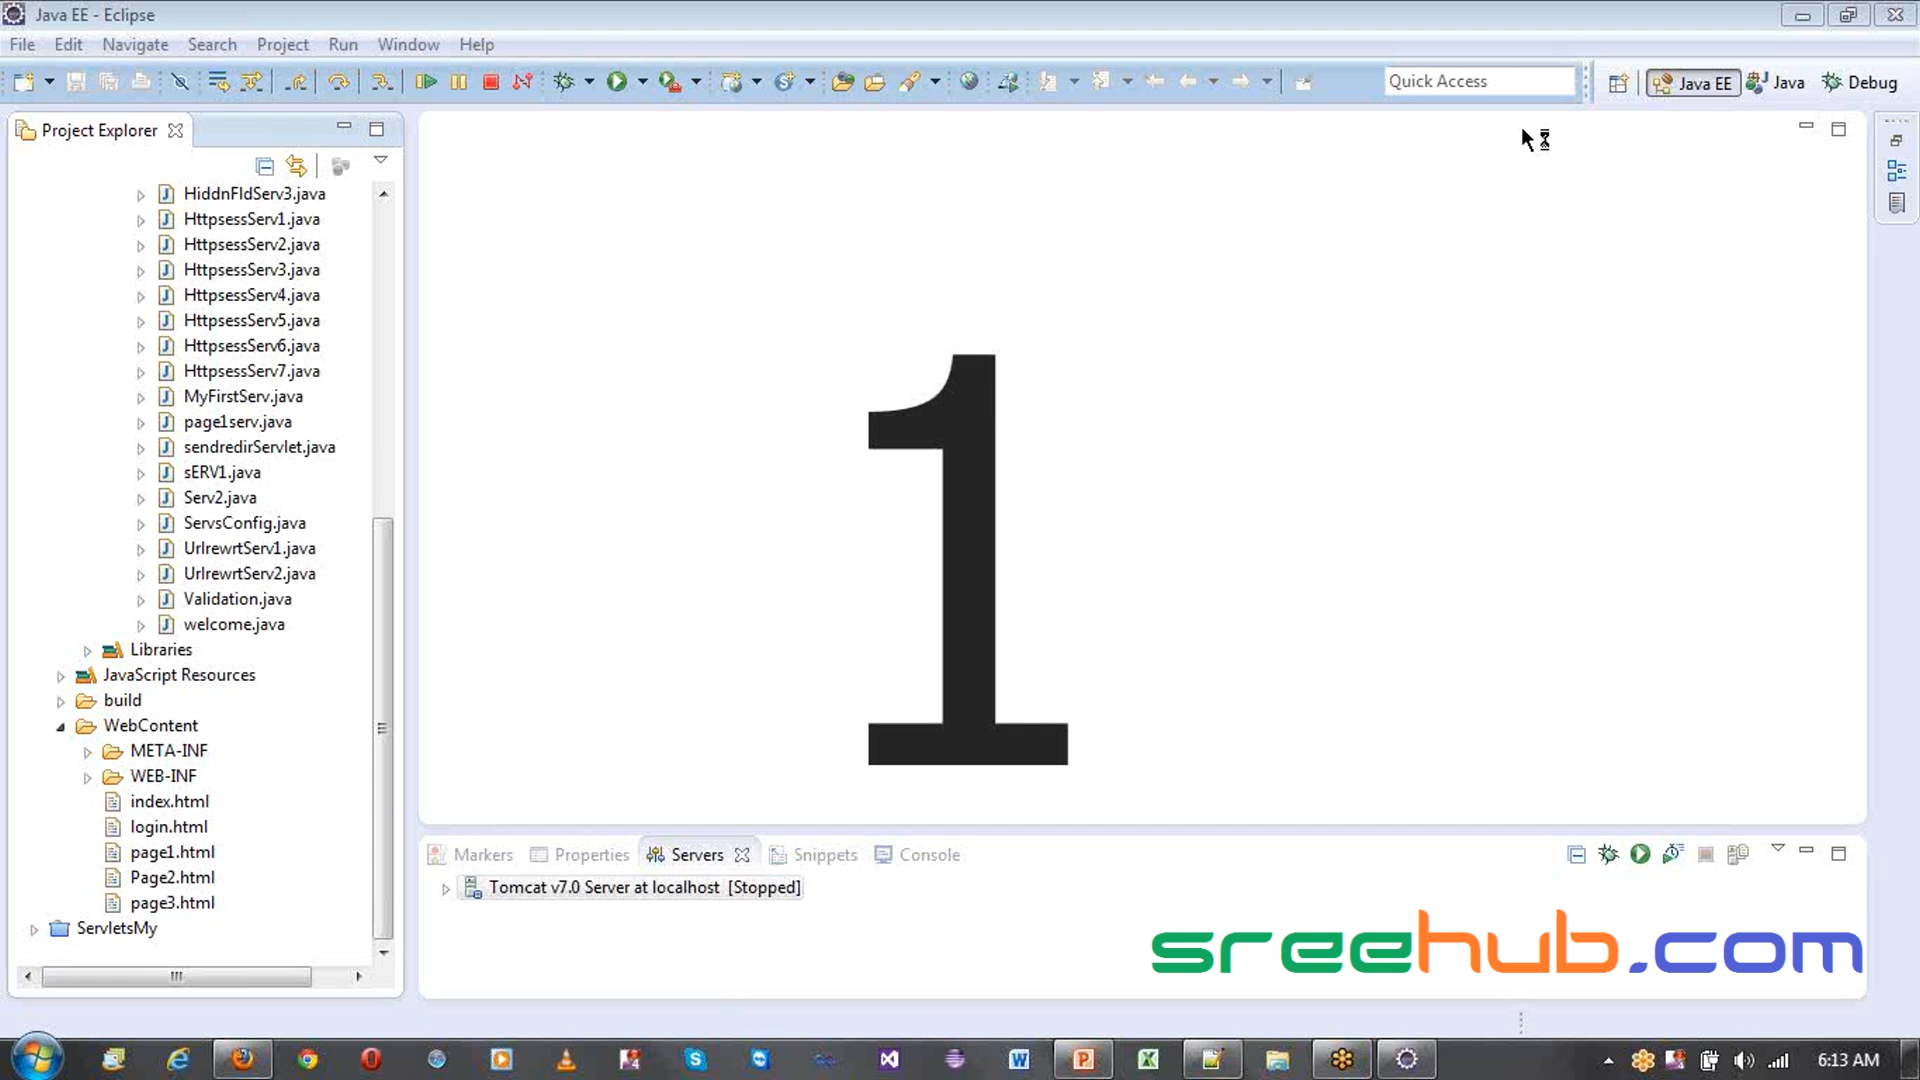 Java EE - Eclipse
File Edit Navigate Search Project Run Window Help
Quick Access
Java EE
Java
Debug
Project Explorer
HiddnFldServ3.java
HttpsessServ1.java
HttpsessServ2.java
HttpsessServ3.java
HttpsessServ4.java
HttpsessServ5.java
HttpsessServ6.java
HttpsessServ7.java
MyFirstServ.java
page1serv.java
sendredirServlet.java
sERV1.java
Serv2.java
ServsConfig.java
UrlrewrtServ1.java
UrlrewrtServ2.java
Validation.java
welcome.java
Libraries
JavaScript Resources
build
WebContent
META-INF
WEB-INF
index.html
login.html
page1.html
Page2.html
page3.html
ServletsMy
1
Markers Properties Servers Snippets Console
Tomcat v7.0 Server at localhost [Stopped]
sreehub.com
6:13 AM